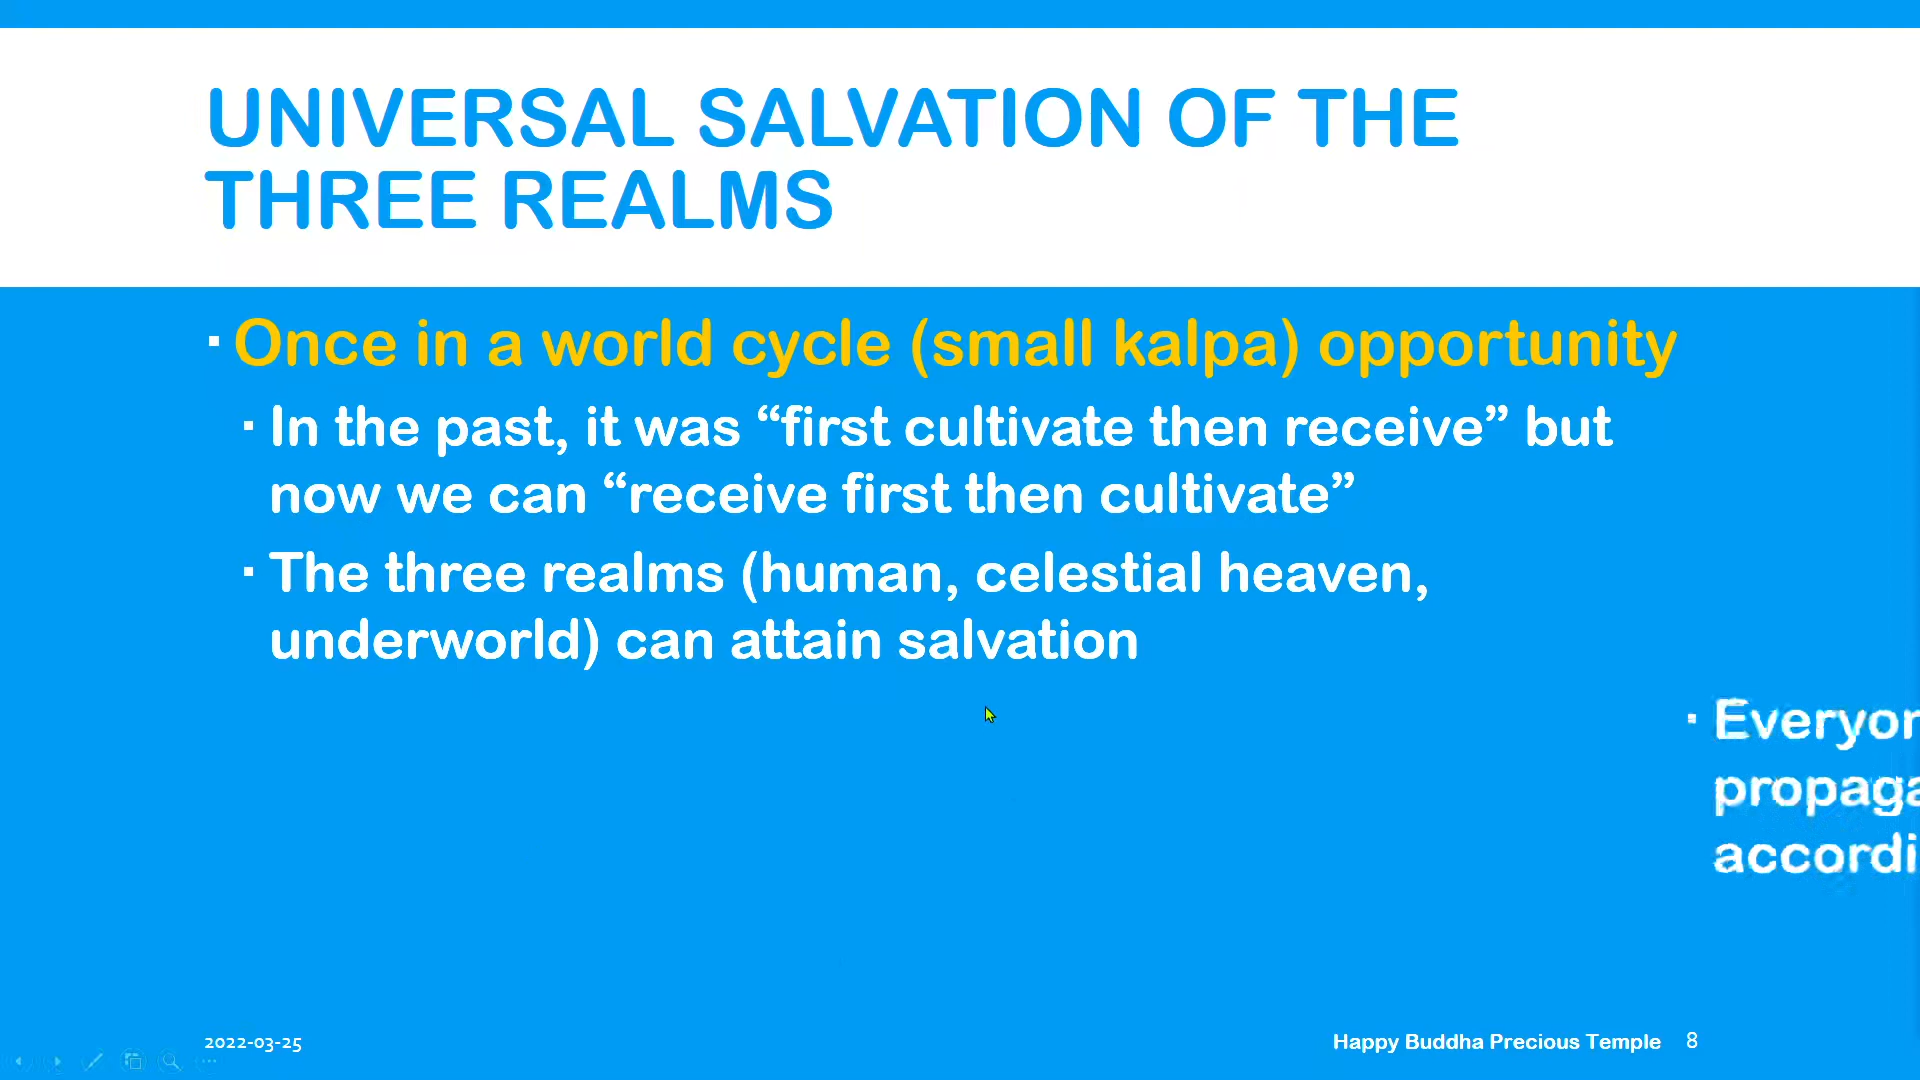 UNIVERSAL SALVATION OF THE
THREE REALMS
Once in a world cycle (small kalpa) opportunity
In the past, it was “first cultivate then receive” but
now we can “receive first then cultivate”
The three realms (human, celestial heaven,
underworld) can attain salvation
2022-03-25
Happy Buddha Precious Temple 8